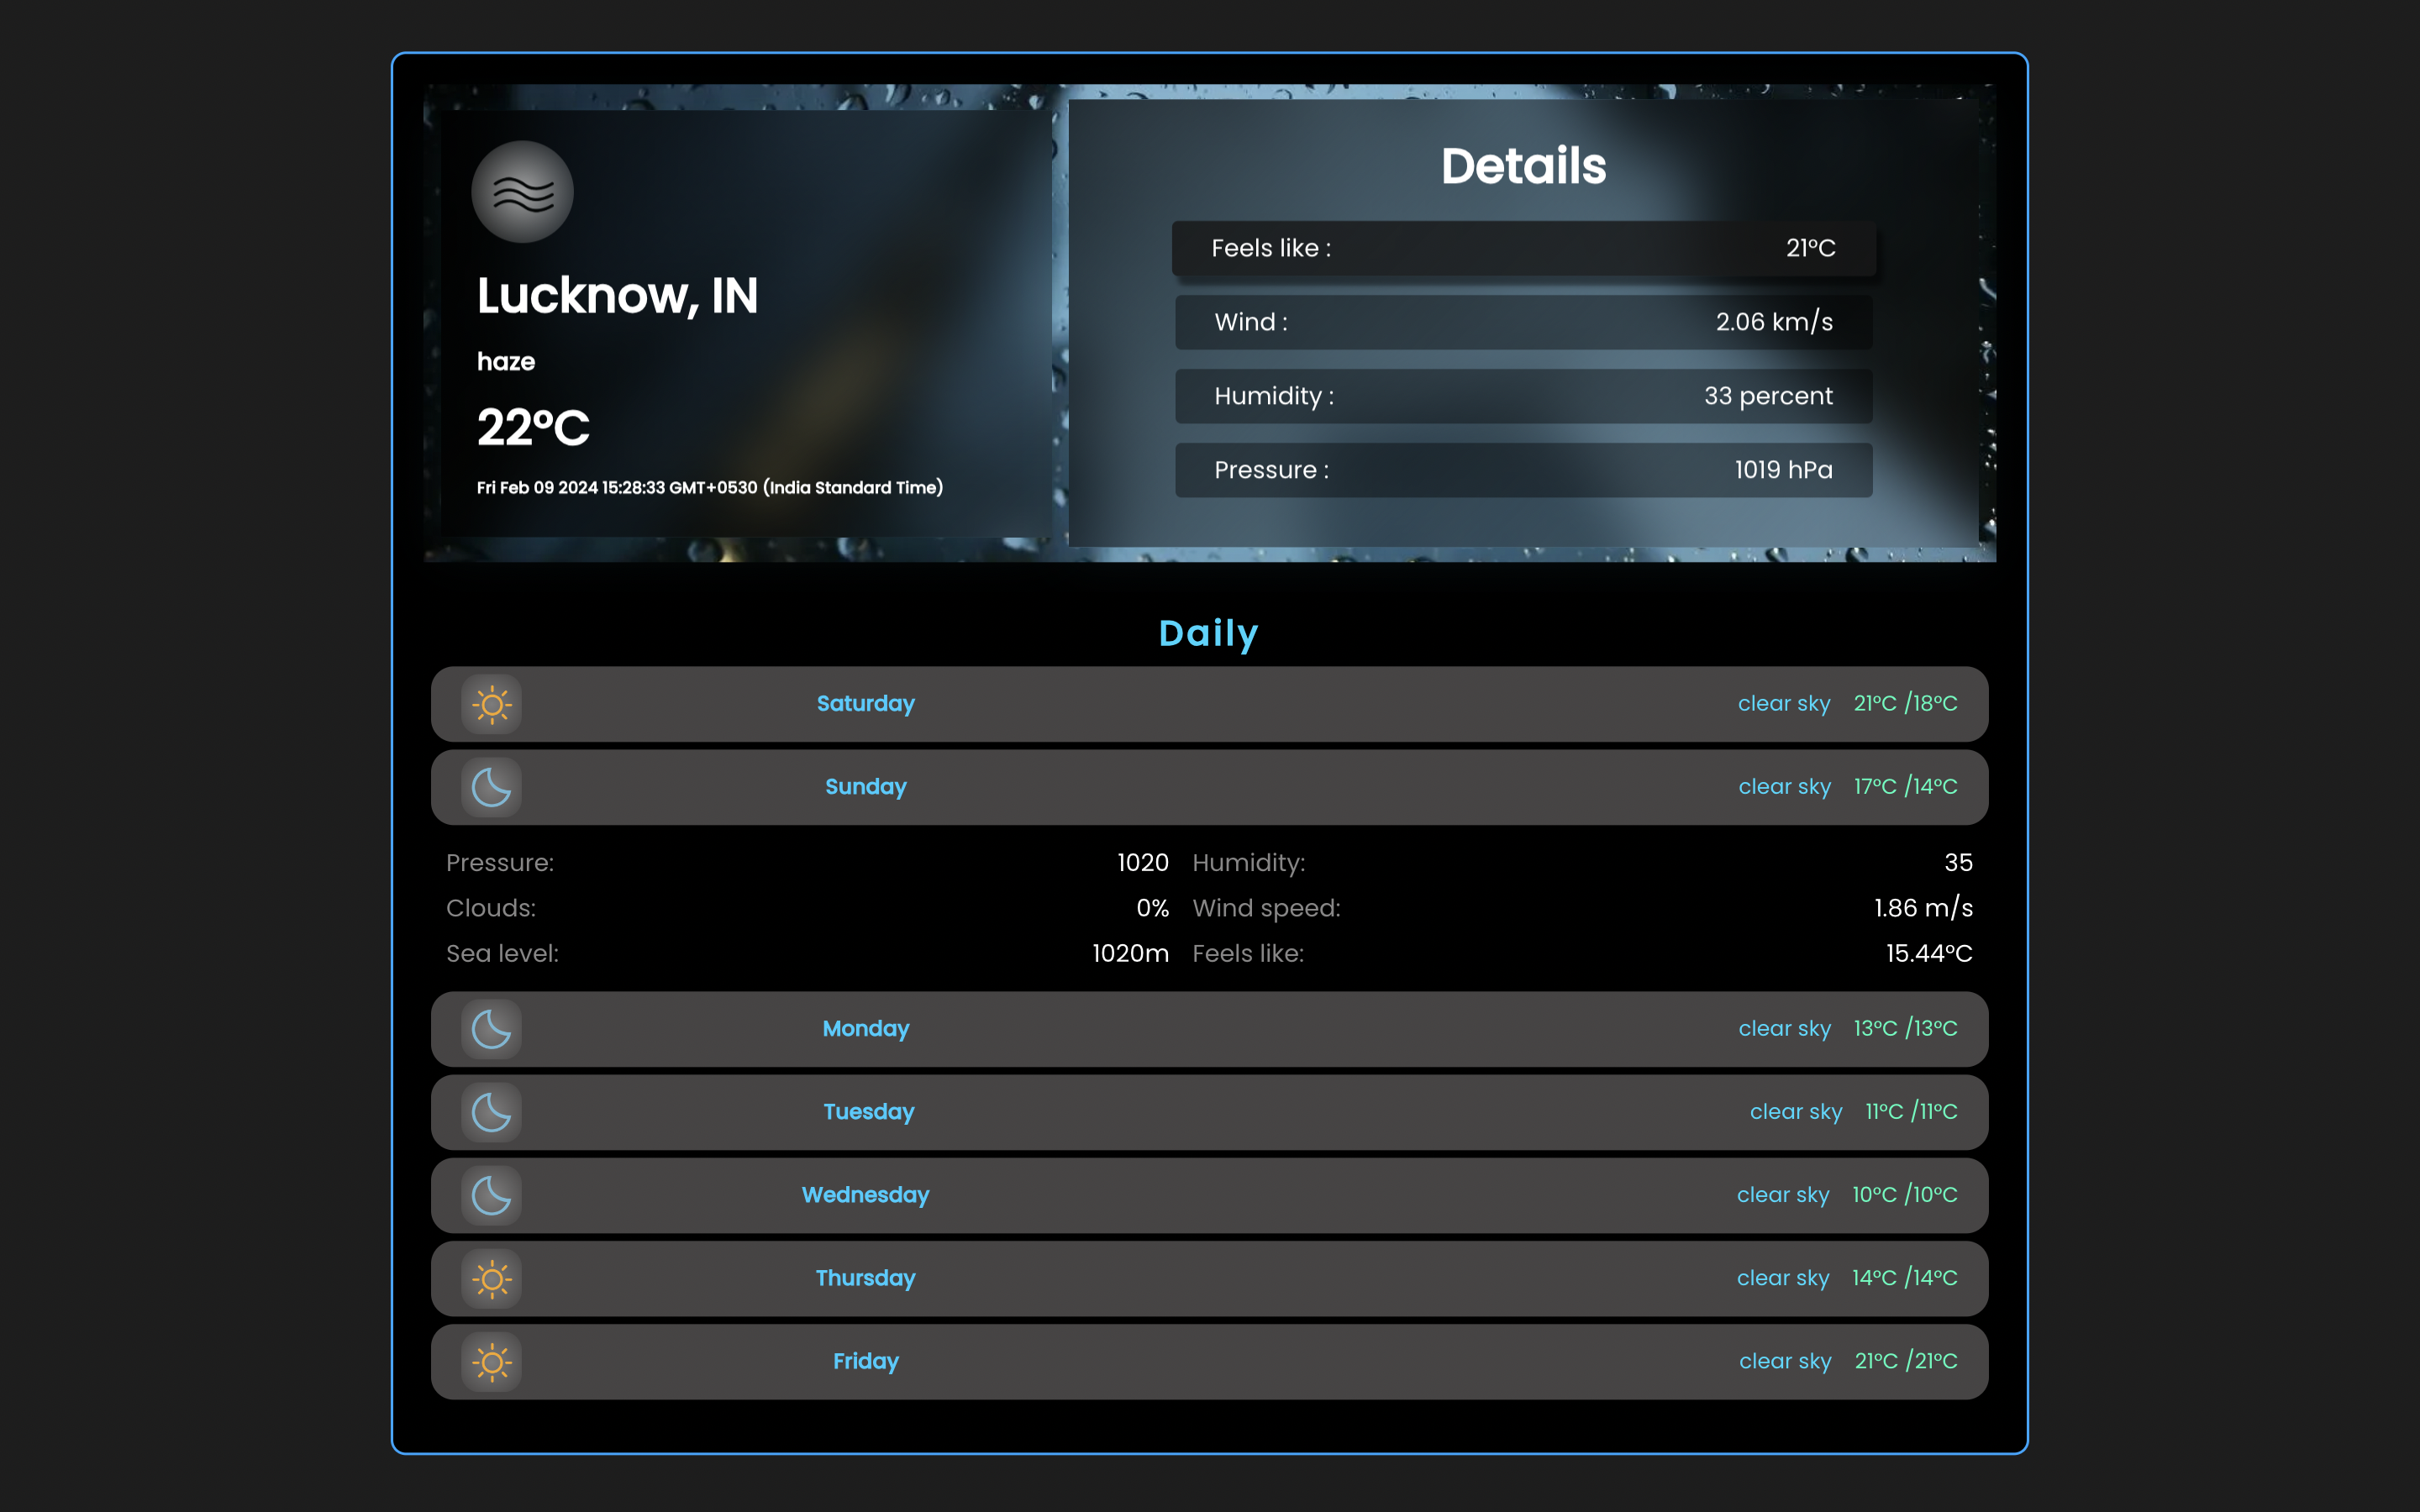 Lucknow, IN
haze
22°C
Fri Feb 09 2024 15:28:33 GMT+0530 (India Standard Time)
Details
Feels like : 21°C
Wind : 2.06 km/s
Humidity : 33 percent
Pressure : 1019 hPa
Daily
Saturday clear sky 21°C /18°C
Sunday clear sky 17°C /14°C
Pressure: 1020 Humidity: 35
Clouds: 0% Wind speed: 1.86 m/s
Sea level: 1020m Feels like: 15.44°C
Monday clear sky 13°C /13°C
Tuesday clear sky 11°C /11°C
Wednesday clear sky 10°C /10°C
Thursday clear sky 14°C /14°C
Friday clear sky 21°C /21°C